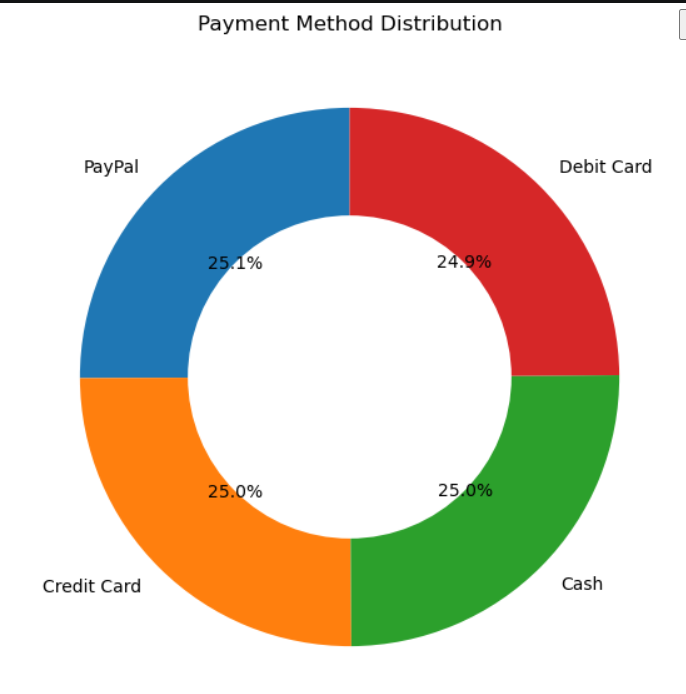 Payment Method Distribution
PayPal
Debit Card
25.1%
24.9%
25.0%
25.0%
Credit Card
Cash